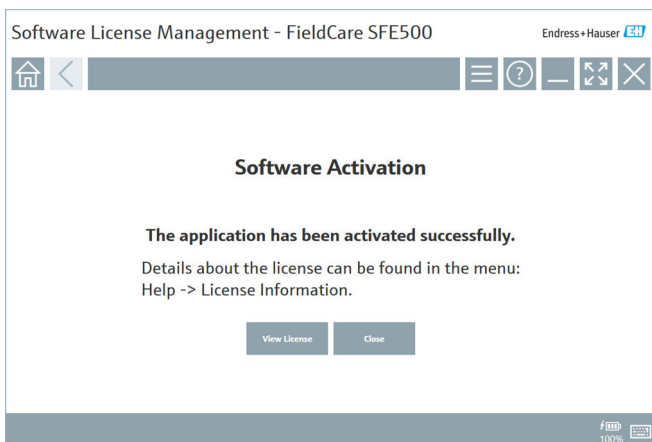 Software License Management - FieldCare SFE500
Endress+Hauser EH
?
Software Activation
The application has been activated successfully.
Details about the license can be found in the menu:
Help -> License Information.
View License
Close
100%